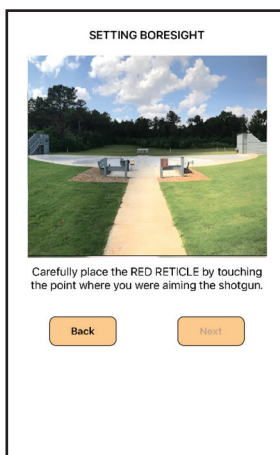 SETTING BORESIGHT
Carefully place the RED RETICLE by touching
the point where you were aiming the shotgun.
Back
Next